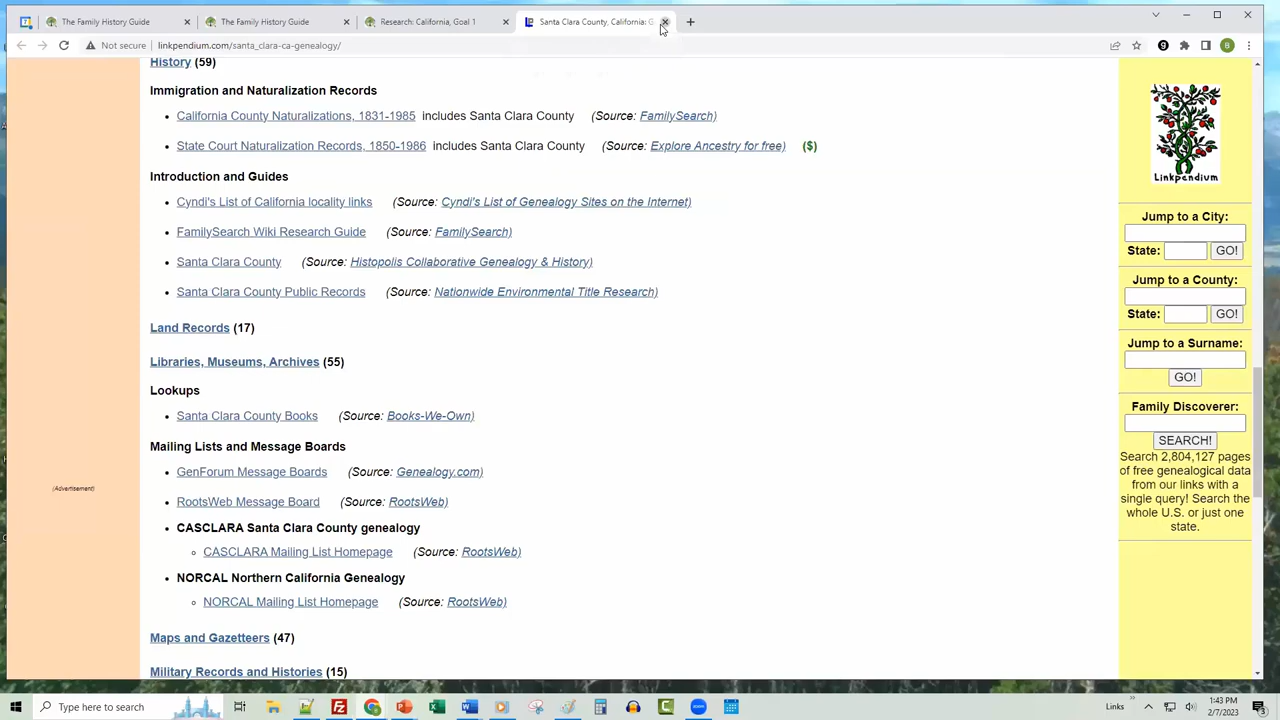 The Family History Guide
The Family History Guide
Research: California, Goal 1
Santa Clara County, California: G
Not secure linkpendium.com/santa_clara-ca-genealogy/
History (59)
Immigration and Naturalization Records
California County Naturalizations, 1831-1985 includes Santa Clara County (Source: FamilySearch)
State Court Naturalization Records, 1850-1986 includes Santa Clara County (Source: Explore Ancestry for free) ($)
Introduction and Guides
Cyndi's List of California locality links (Source: Cyndi's List of Genealogy Sites on the Internet)
FamilySearch Wiki Research Guide (Source: FamilySearch)
Santa Clara County (Source: Histopolis Collaborative Genealogy & History)
Santa Clara County Public Records (Source: Nationwide Environmental Title Research)
Land Records (17)
Libraries, Museums, Archives (55)
Lookups
Santa Clara County Books (Source: Books-We-Own)
Mailing Lists and Message Boards
GenForum Message Boards (Source: Genealogy.com)
RootsWeb Message Board (Source: RootsWeb)
CASCLARA Santa Clara County genealogy
CASCLARA Mailing List Homepage (Source: RootsWeb)
NORCAL Northern California Genealogy
NORCAL Mailing List Homepage (Source: RootsWeb)
Maps and Gazetteers (47)
Military Records and Histories (15)
(Advertisement)
Linkpendium
Jump to a City:
State: GO!
Jump to a County:
State: GO!
Jump to a Surname:
GO!
Family Discoverer:
SEARCH!
Search 2,804,127 pages
of free genealogical data
from our links with a
single query! Search the
whole U.S. or just one
state.
Type here to search
Links
1:43 PM
2/7/2023